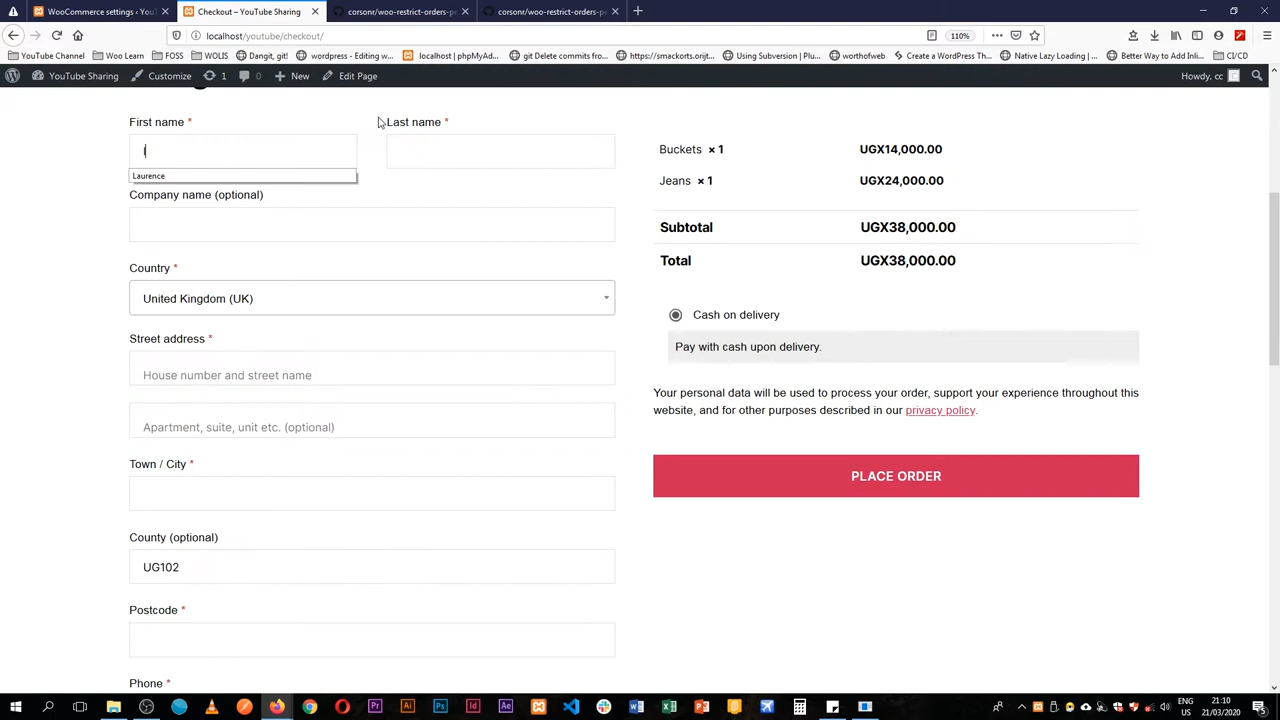 WooCommerce settings ‹ YouTube
Checkout – YouTube Sharing
corsonr/woo-restrict-orders-pe
corsonr/woo-restrict-orders-pe
localhost/youtube/checkout/
110%
YouTube Channel
Woo Learn
FOSS
WOLIS
Dangit, git!
wordpress - Editing w...
localhost | phpMyAd...
git Delete commits fro...
https://smackorts.orijt...
Using Subversion | Plu...
worthofweb
Create a WordPress Th...
Native Lazy Loading | ...
Better Way to Add Inli...
CI/CD
YouTube Sharing
Customize
1
0
New
Edit Page
Howdy, cc
First name *
Last name *
l
Laurence
Company name (optional)
Country *
United Kingdom (UK)
Street address *
House number and street name
Apartment, suite, unit etc. (optional)
Town / City *
County (optional)
UG102
Postcode *
Phone *
Buckets × 1 UGX14,000.00
Jeans × 1 UGX24,000.00
Subtotal UGX38,000.00
Total UGX38,000.00
Cash on delivery
Pay with cash upon delivery.
Your personal data will be used to process your order, support your experience throughout this
website, and for other purposes described in our privacy policy.
PLACE ORDER
ENG
US
21:10
21/03/2020